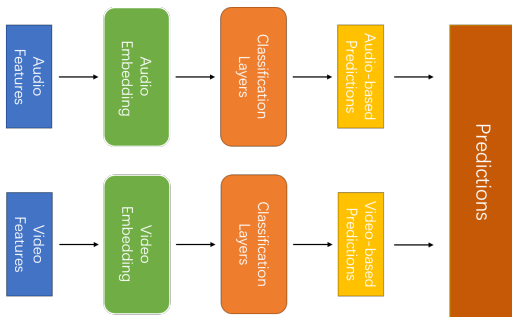 Audio
Features
Audio
Embedding
Classification
Layers
Audio-based
Predictions
Video
Features
Video
Embedding
Classification
Layers
Video-based
Predictions
Predictions